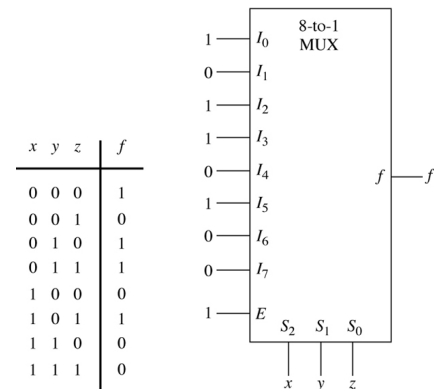 x y z f
0 0 0 1
0 0 1 0
0 1 0 1
0 1 1 1
1 0 0 0
1 0 1 1
1 1 0 0
1 1 1 0
8-to-1
MUX
1 I0
0 I1
1 I2
1 I3
0 I4
1 I5
0 I6
0 I7
1 E
f f
S2 S1 S0
x y z